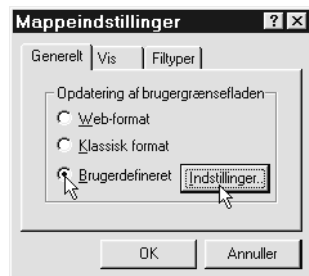 Mappeindstillinger
Generelt Vis Filtyper
Opdatering af brugergrænsefladen
Web-format
Klassisk format
Brugerdefineret Indstillinger..
OK Annuller